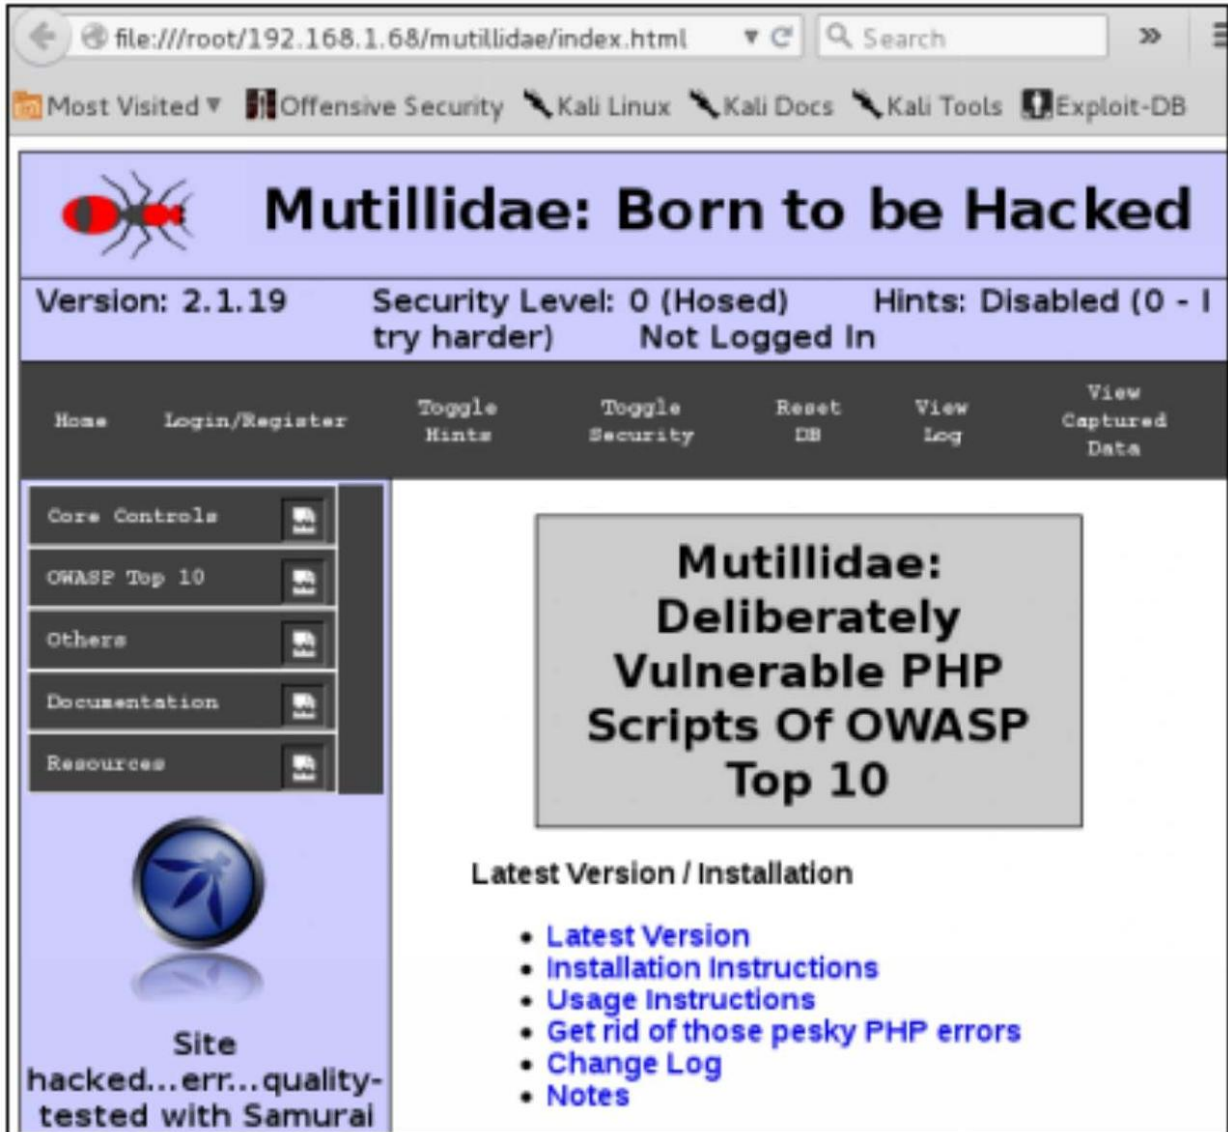 file:///root/192.168.1.68/mutillidae/index.html
Search
Most Visited
Offensive Security
Kali Linux
Kali Docs
Kali Tools
Exploit-DB
Mutillidae: Born to be Hacked
Version: 2.1.19
Security Level: 0 (Hosed)
Hints: Disabled (0 - I
try harder)
Not Logged In
Home
Login/Register
Toggle
Hints
Toggle
Security
Reset
DB
View
Log
View
Captured
Data
Core Controls
OWASP Top 10
Others
Documentation
Resources
Site
hacked...err...quality-
tested with Samurai
Mutillidae:
Deliberately
Vulnerable PHP
Scripts Of OWASP
Top 10
Latest Version / Installation
• Latest Version
• Installation Instructions
• Usage Instructions
• Get rid of those pesky PHP errors
• Change Log
• Notes